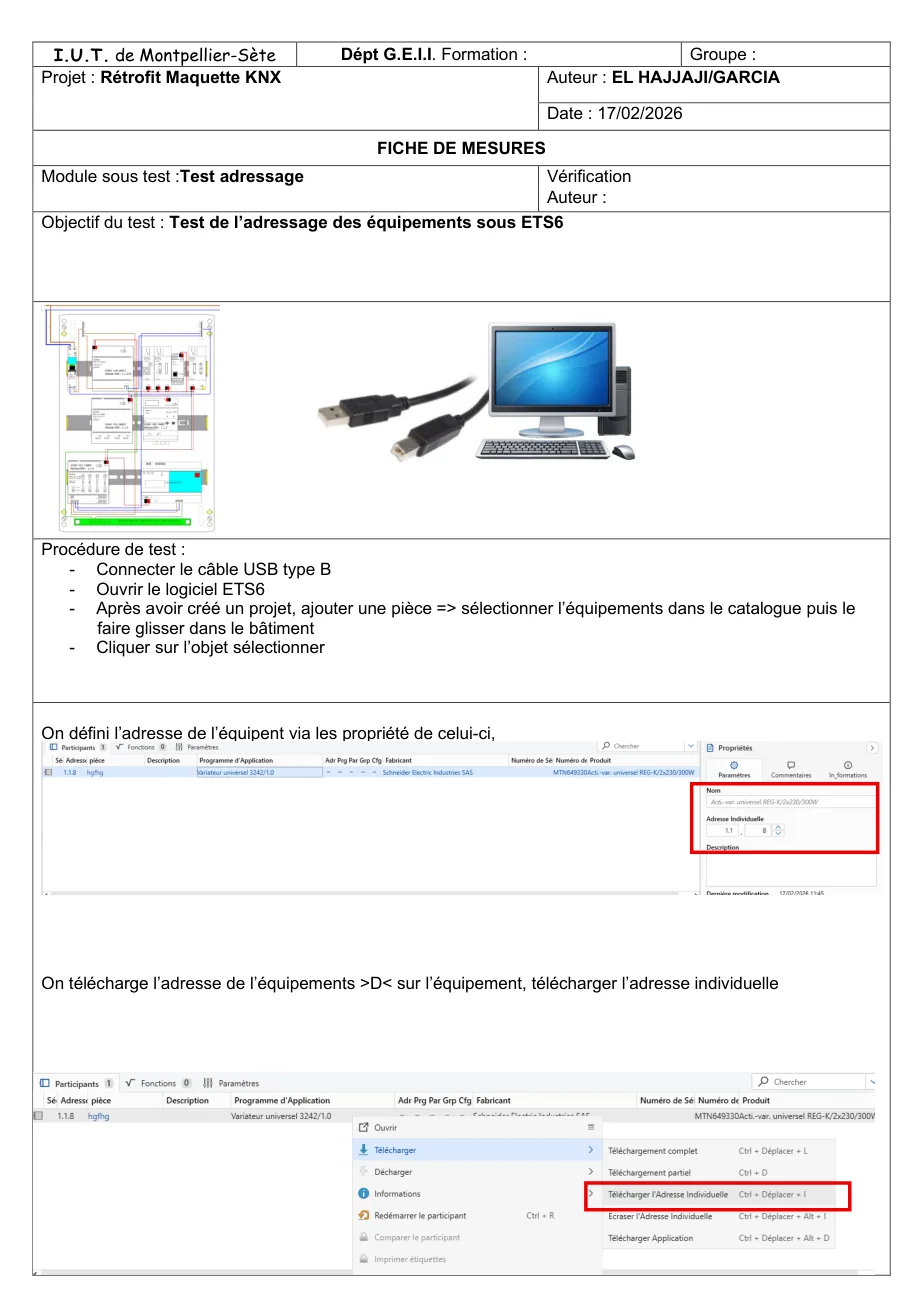 I.U.T. de Montpellier-Sète
Dépt G.E.I.I. Formation :
Groupe :
Projet : Rétrofit Maquette KNX
Auteur : EL HAJJAJI/GARCIA
Date : 17/02/2026
FICHE DE MESURES
Module sous test :Test adressage
Vérification
Auteur :
Objectif du test : Test de l’adressage des équipements sous ETS6
Procédure de test :
- Connecter le câble USB type B
- Ouvrir le logiciel ETS6
- Après avoir créé un projet, ajouter une pièce => sélectionner l’équipements dans le catalogue puis le
faire glisser dans le bâtiment
- Cliquer sur l’objet sélectionner
On défini l’adresse de l’équipent via les propriété de celui-ci,
Participants 1 Fonctions 0 Paramètres
Chercher
Sé Adresse pièce Description Programme d'Application Adr Prg Par Grp Cfg Fabricant Numéro de Sé Numéro de Produit
1.1.8 hgfhg Variateur universel 3242/1.0 – – – – – Schneider Electric Industries SAS MTN649330Acti.-var. universel REG-K/2x230/300W
Propriétés
Paramètres Commentaires In_formations
Nom
Acti.-var. universel REG-K/2x230/300W
Adresse Individuelle
1.1 . 8
Description
Dernière modification 17/02/2026 11:45
On télécharge l’adresse de l’équipements >D< sur l’équipement, télécharger l’adresse individuelle
Participants 1 Fonctions 0 Paramètres
Chercher
Sé Adresse pièce Description Programme d'Application Adr Prg Par Grp Cfg Fabricant Numéro de Sé Numéro de Produit
1.1.8 hgfhg Variateur universel 3242/1.0 – – – – – Schneider Electric Industries SAS MTN649330Acti.-var. universel REG-K/2x230/300W
Ouvrir
Télécharger
Décharger
Informations
Redémarrer le participant Ctrl + R
Comparer le participant
Imprimer étiquettes
Téléchargement complet Ctrl + Déplacer + L
Téléchargement partiel Ctrl + D
Télécharger l'Adresse Individuelle Ctrl + Déplacer + I
Ecraser l'Adresse Individuelle Ctrl + Déplacer + Alt + I
Télécharger Application Ctrl + Déplacer + Alt + D